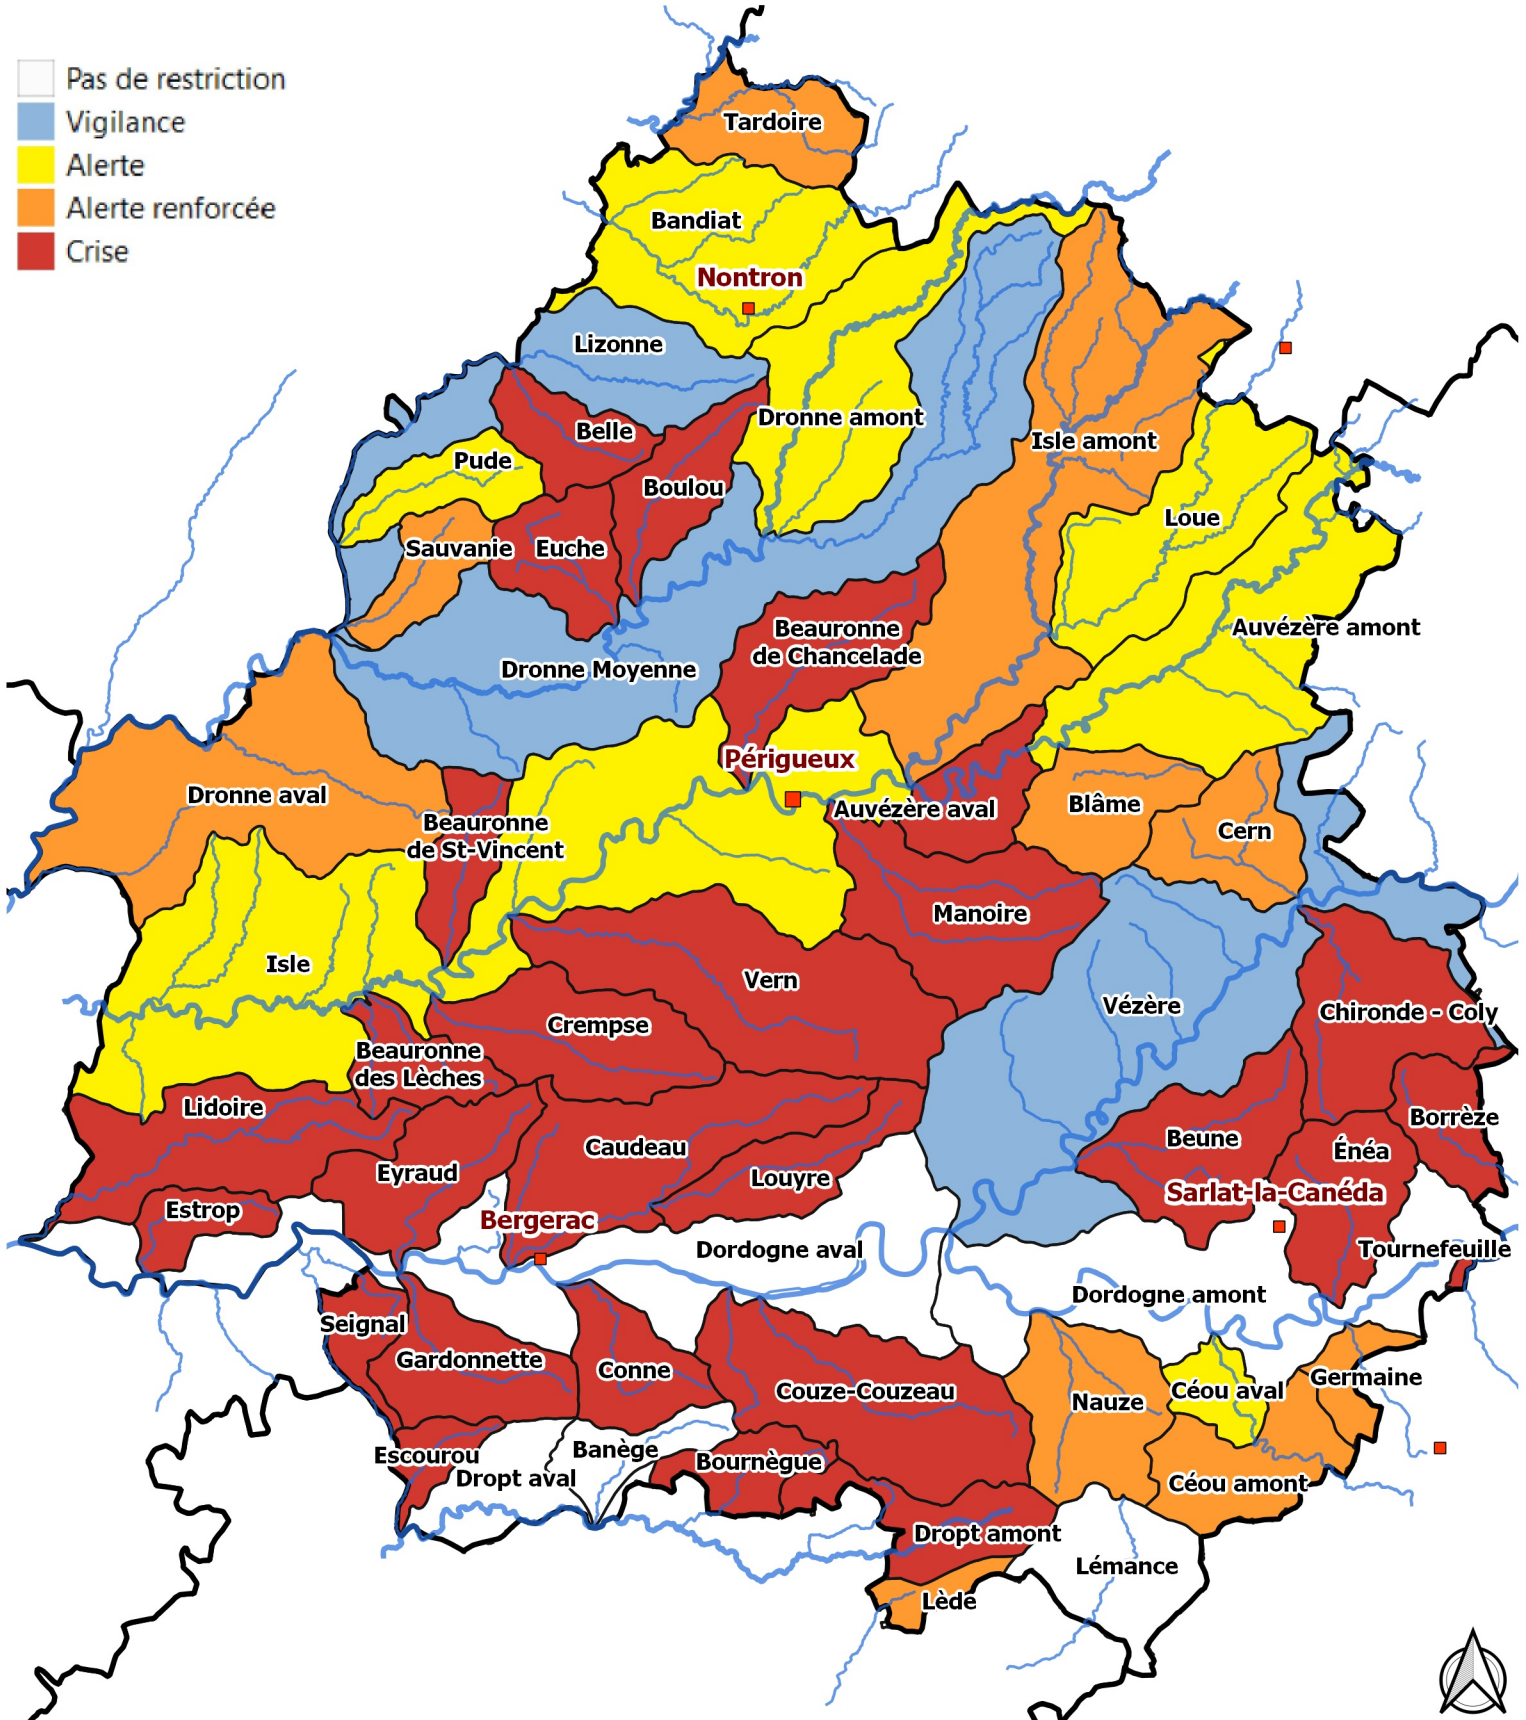 Pas de restriction
Vigilance
Alerte
Alerte renforcée
Crise
Tardoire
Bandiat
Nontron
Lizonne
Dronne amont
Belle
Isle amont
Pude
Boulou
Loue
Sauvanie
Euche
Beauronne
de Chancelade
Auvézère amont
Dronne Moyenne
Périgueux
Dronne aval
Auvézère aval
Blâme
Beauronne
de St-Vincent
Cern
Manoire
Isle
Vern
Vézère
Chironde - Coly
Crempse
Beauronne
des Lèches
Lidoire
Borrèze
Beune
Caudeau
Énéa
Eyraud
Louyre
Sarlat-la-Canéda
Estrop
Bergerac
Dordogne aval
Tournefeuille
Dordogne amont
Seignal
Gardonnette
Conne
Germaine
Couze-Couzeau
Céou aval
Nauze
Banège
Escourou
Bournègue
Dropt aval
Céou amont
Dropt amont
Lémance
Lède